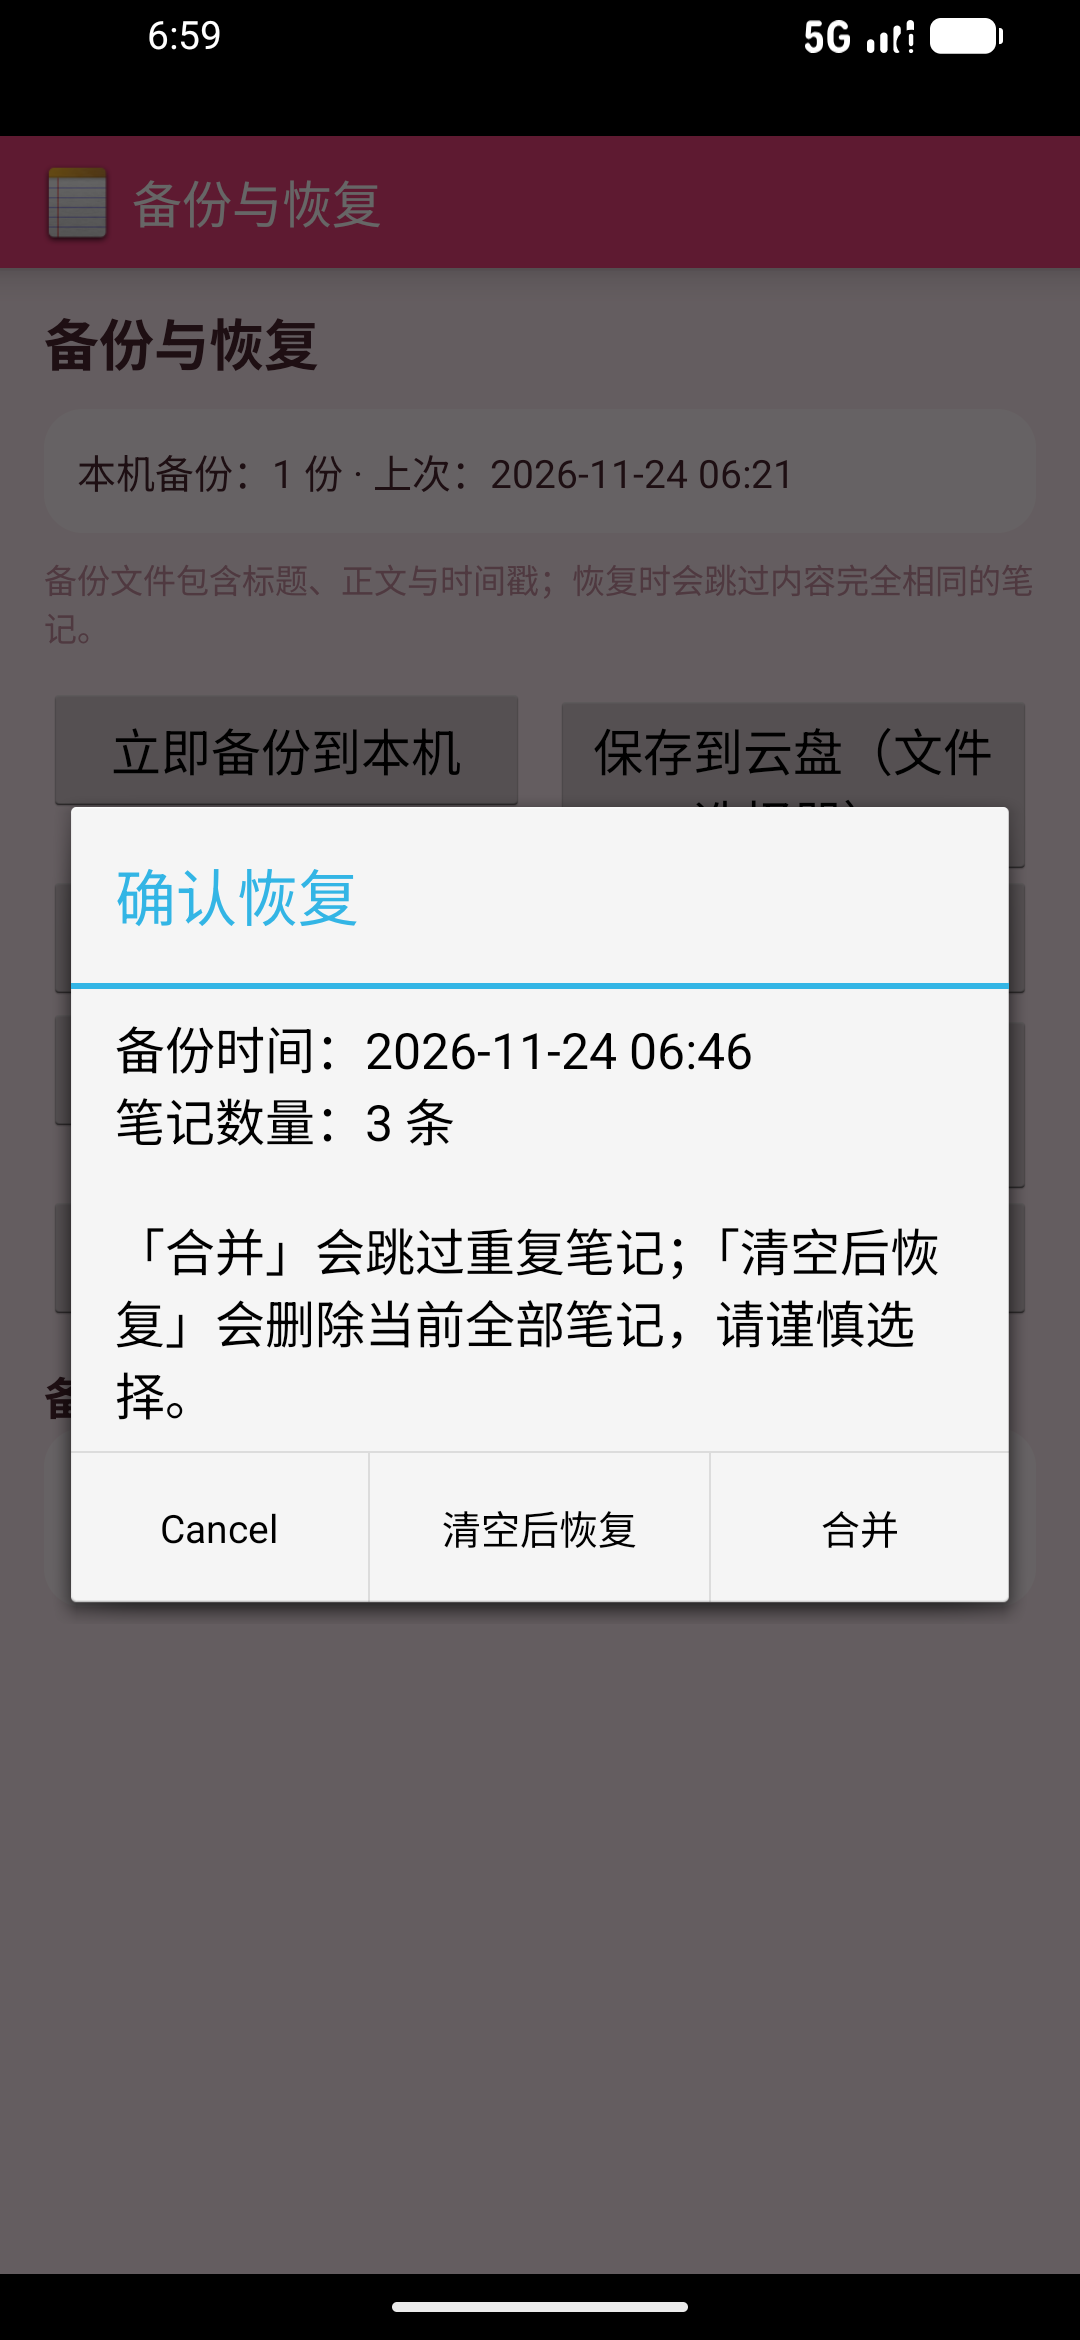 6:59
5G
备份与恢复
备份与恢复
本机备份：1 份 · 上次：2026-11-24 06:21
备份文件包含标题、正文与时间戳；恢复时会跳过内容完全相同的笔
记。
立即备份到本机
保存到云盘（文件
确认恢复
备份时间：2026-11-24 06:46
笔记数量：3 条
「合并」会跳过重复笔记；「清空后恢
复」会删除当前全部笔记，请谨慎选
择。
Cancel
清空后恢复
合并